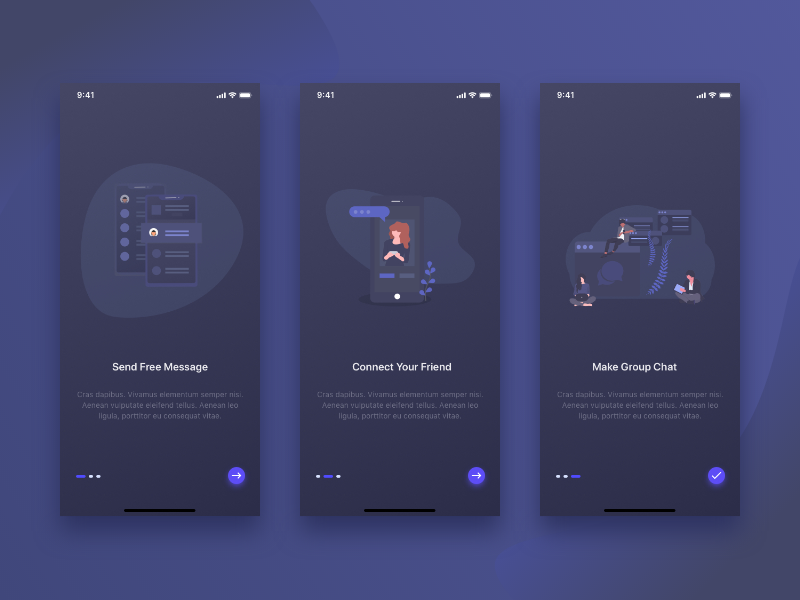 9:41
Send Free Message
Cras dapibus. Vivamus elementum semper nisi.
Aenean vulputate eleifend tellus. Aenean leo
ligula, porttitor eu consequat vitae.
9:41
Connect Your Friend
Cras dapibus. Vivamus elementum semper nisi.
Aenean vulputate eleifend tellus. Aenean leo
ligula, porttitor eu consequat vitae.
9:41
Make Group Chat
Cras dapibus. Vivamus elementum semper nisi.
Aenean vulputate eleifend tellus. Aenean leo
ligula, porttitor eu consequat vitae.